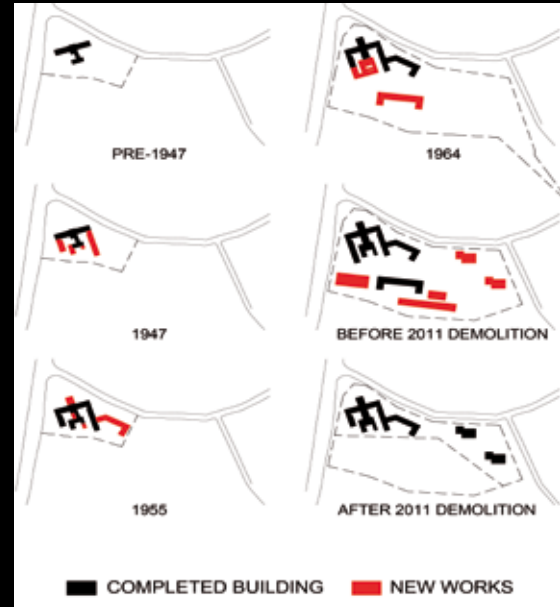 PRE-1947
1964
1947
BEFORE 2011 DEMOLITION
1955
AFTER 2011 DEMOLITION
COMPLETED BUILDING
NEW WORKS